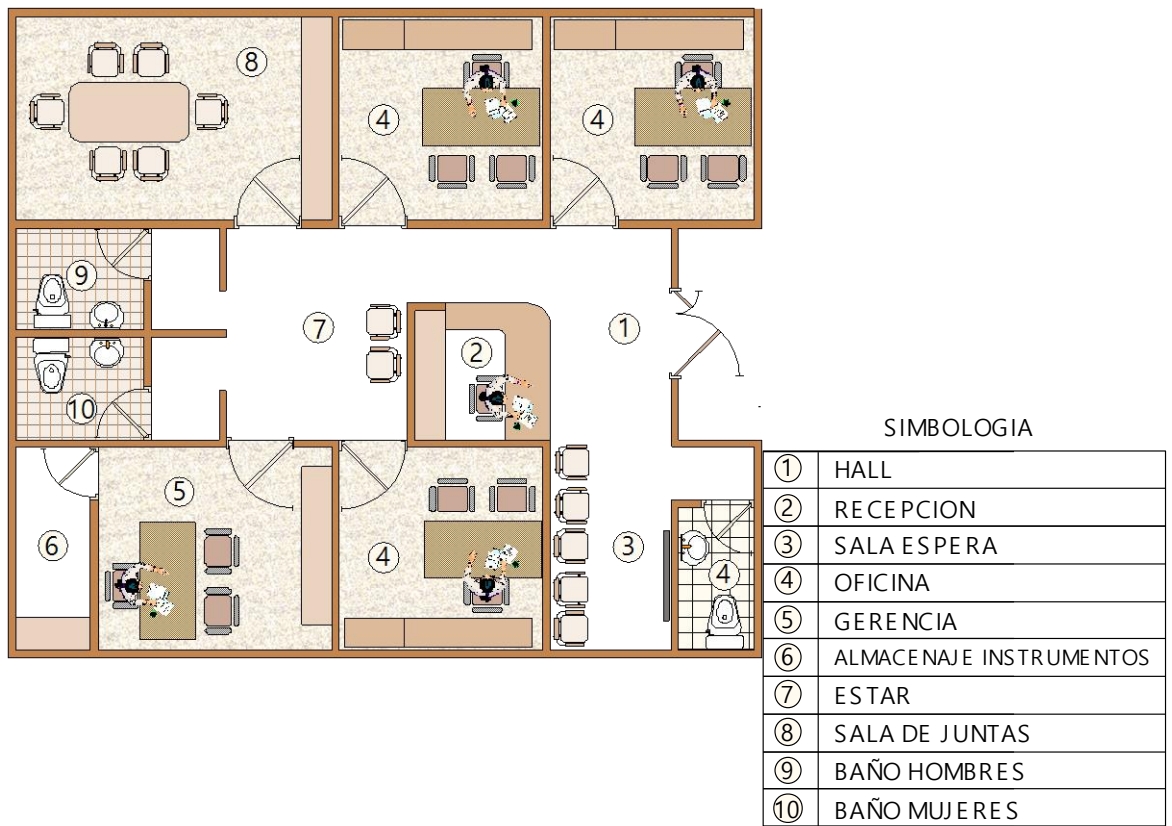 8
4
4
9
7
1
2
10
5
6
4
3
4
SIMBOLOGIA
1 HALL
2 RECEPCION
3 SALA ESPERA
4 OFICINA
5 GERENCIA
6 ALMACENAJE INSTRUMENTOS
7 ESTAR
8 SALA DE JUNTAS
9 BAÑO HOMBRES
10 BAÑO MUJERES